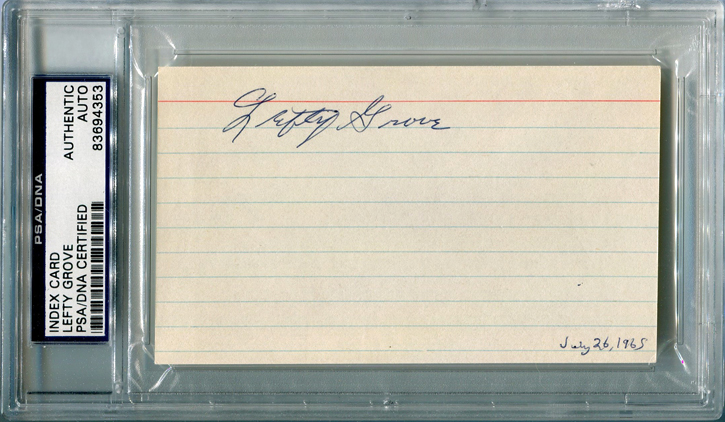 PSA/DNA
INDEX CARD
LEFTY GROVE
PSA/DNA CERTIFIED
AUTHENTIC
AUTO
83694353
Lefty Grove
July 26, 1965